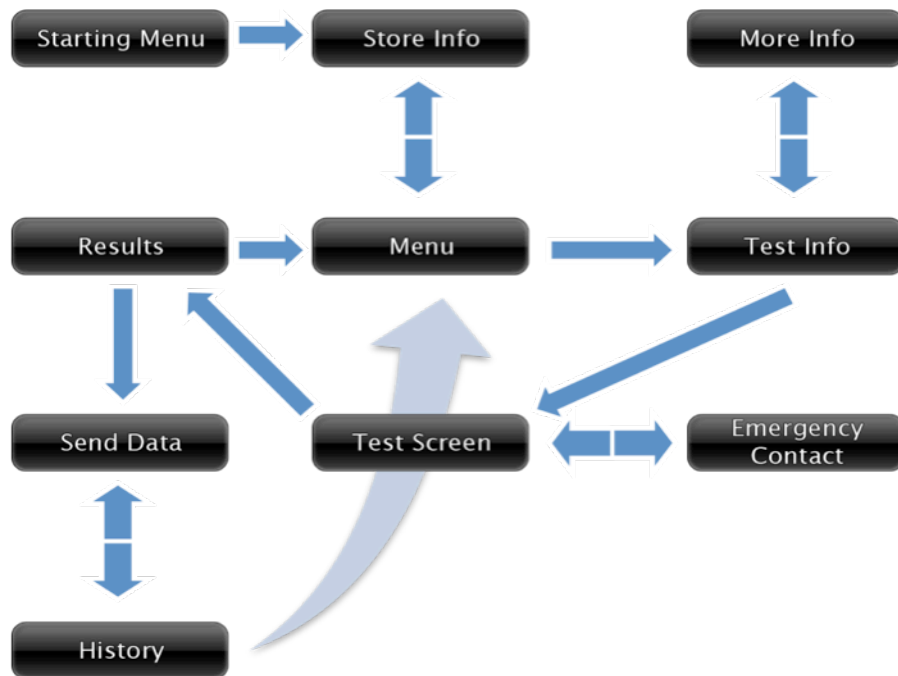 Starting Menu
Store Info
More Info
Results
Menu
Test Info
Send Data
Test Screen
Emergency
Contact
History